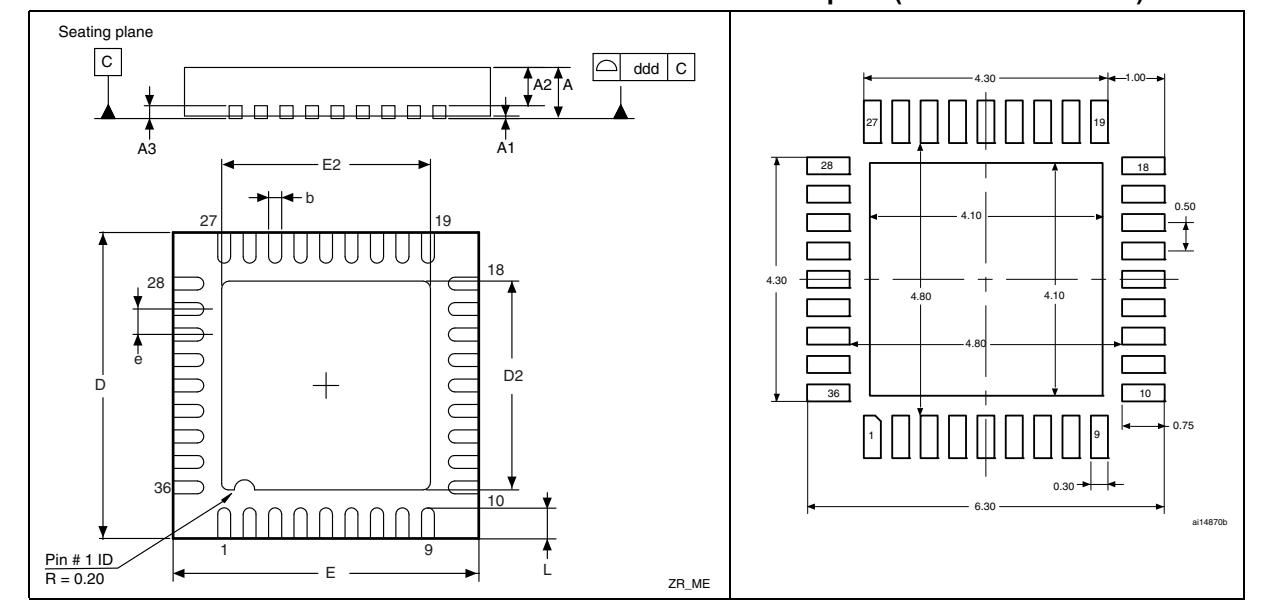 Seating plane
C
ddd C
A2 A
A3
A1
E2
b
27
19
28
18
e
D
D2
36
10
1
9
Pin # 1 ID
R = 0.20
E
L
ZR_ME
4.30
1.00
27
19
28
18
0.50
4.10
4.30
4.80
4.10
4.80
36
10
0.75
1
9
0.30
6.30
ai14870b